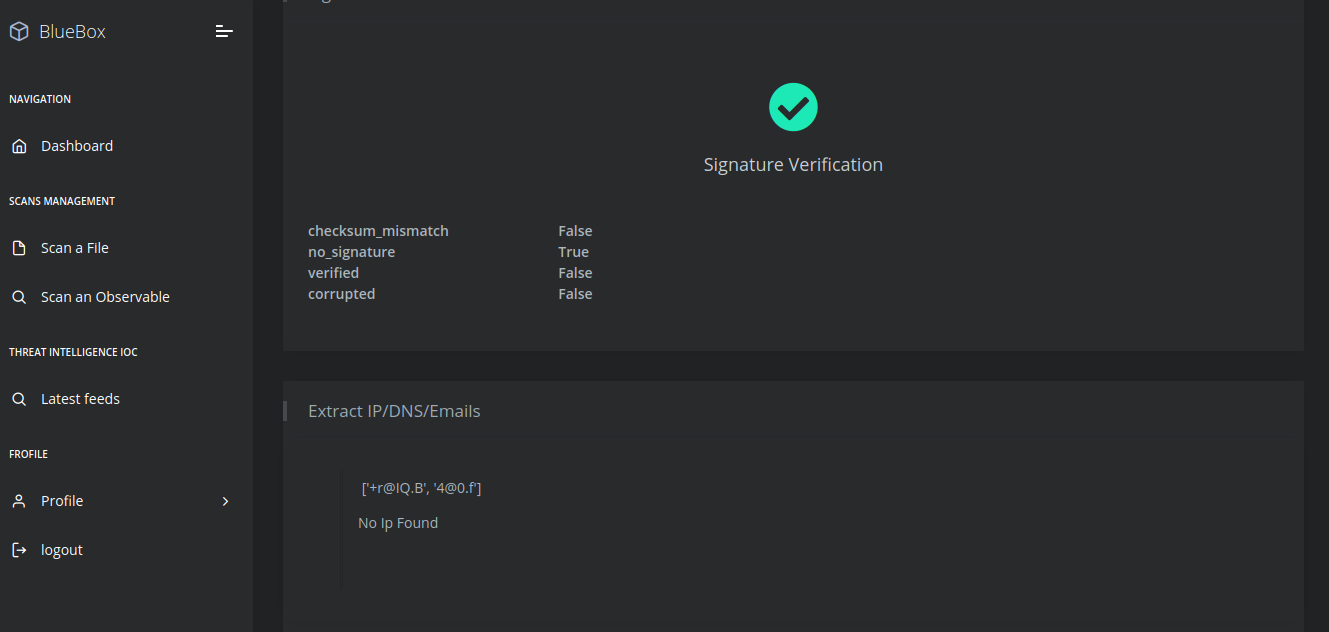 BlueBox
NAVIGATION
Dashboard
SCANS MANAGEMENT
Scan a File
Scan an Observable
THREAT INTELLIGENCE IOC
Latest feeds
PROFILE
Profile
logout
Signature Verification
checksum_mismatch False
no_signature True
verified False
corrupted False
Extract IP/DNS/Emails
['+r@IQ.B', '4@0.f']
No Ip Found